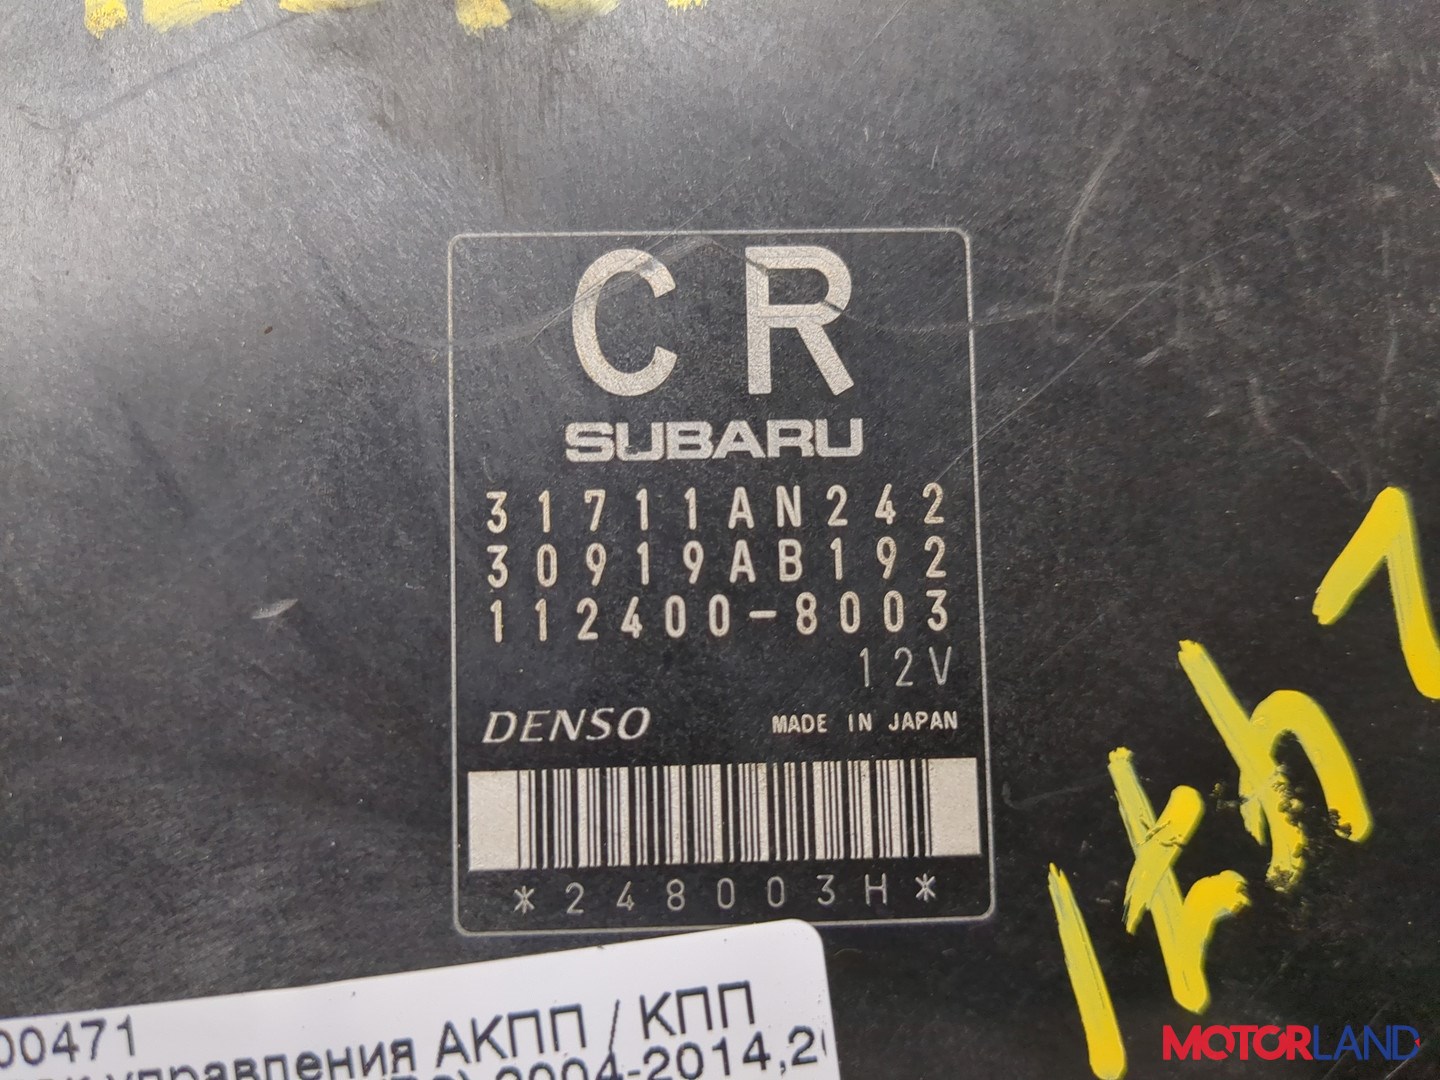 C R
SUBARU
31711AN242
30919AB192
112400-8003
12V
DENSO MADE IN JAPAN
*248003H*
00471
управления АКПП / КПП
2004-2014,2
MOTORLAND